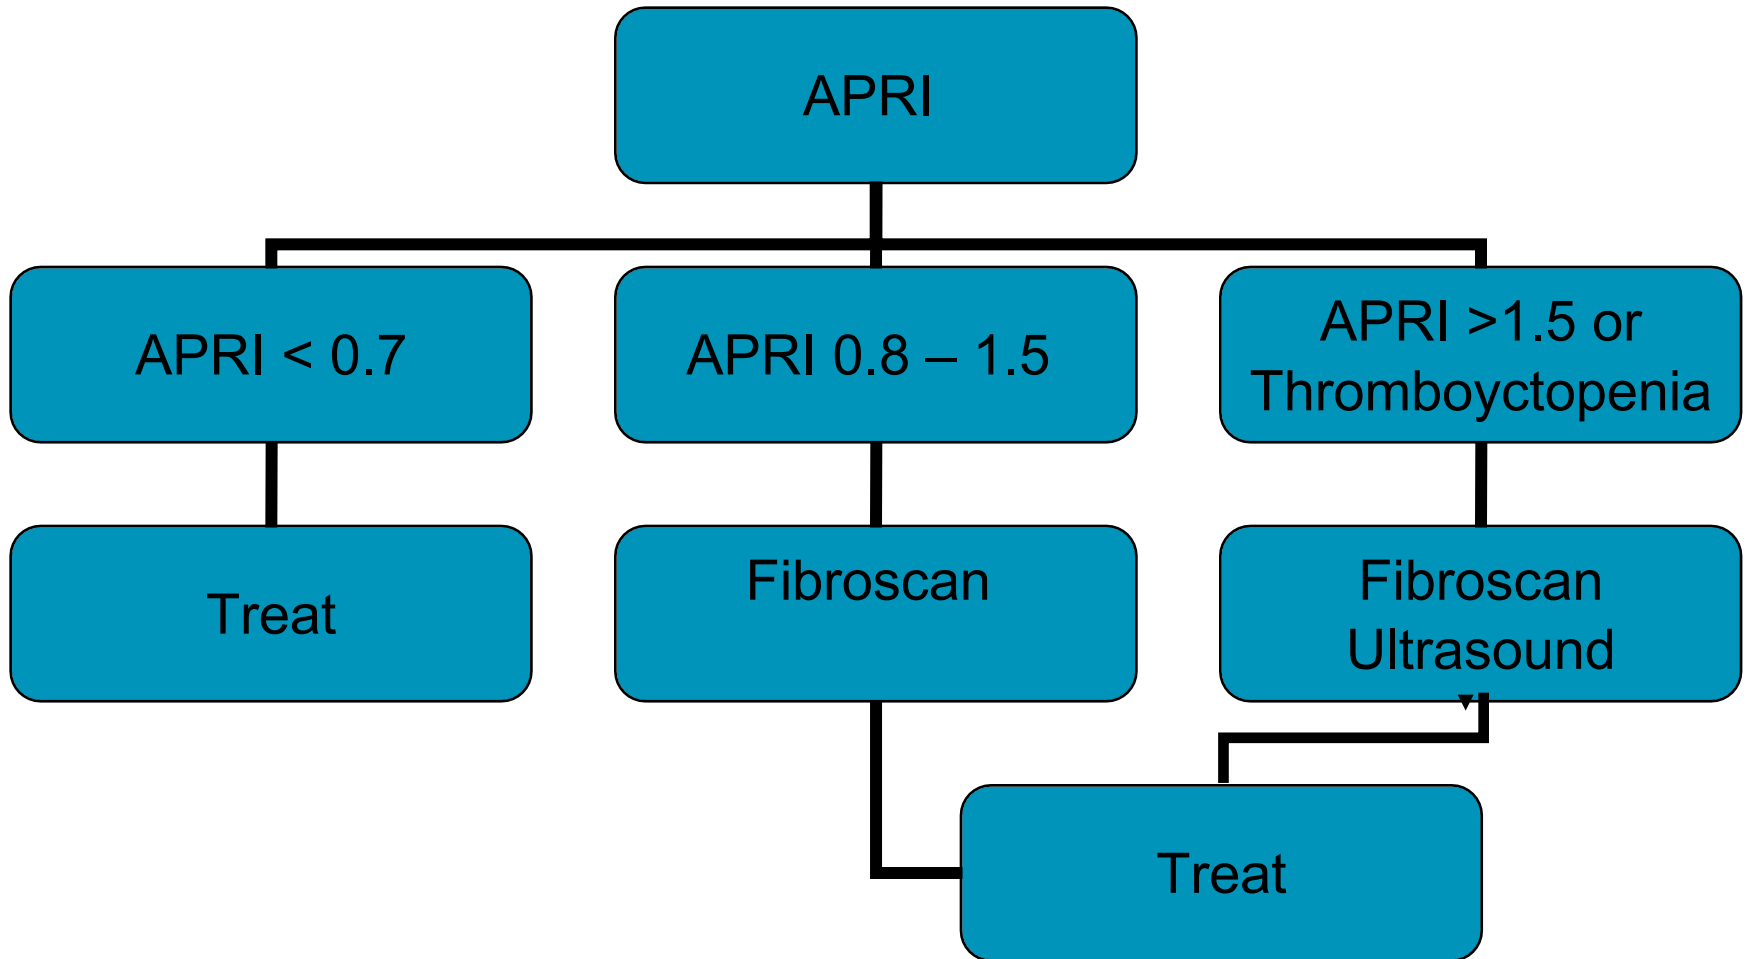 APRI
APRI < 0.7
APRI 0.8 – 1.5
APRI >1.5 or
Thromboyctopenia
Treat
Fibroscan
Fibroscan
Ultrasound
Treat